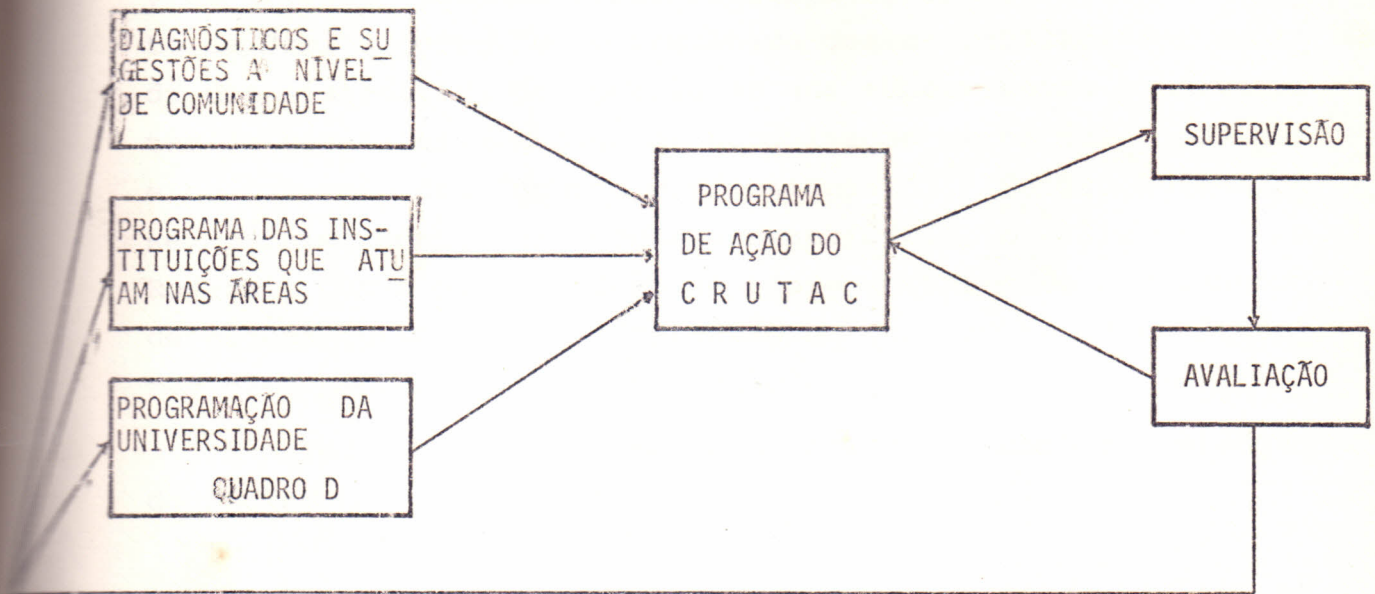 DIAGNÓSTICOS E SU
GESTÕES A NÍVEL
DE COMUNIDADE
PROGRAMA DAS INS-
TITUIÇÕES QUE ATU
AM NAS ÁREAS
PROGRAMAÇÃO DA
UNIVERSIDADE
QUADRO D
PROGRAMA
DE AÇÃO DO
C R U T A C
SUPERVISÃO
AVALIAÇÃO